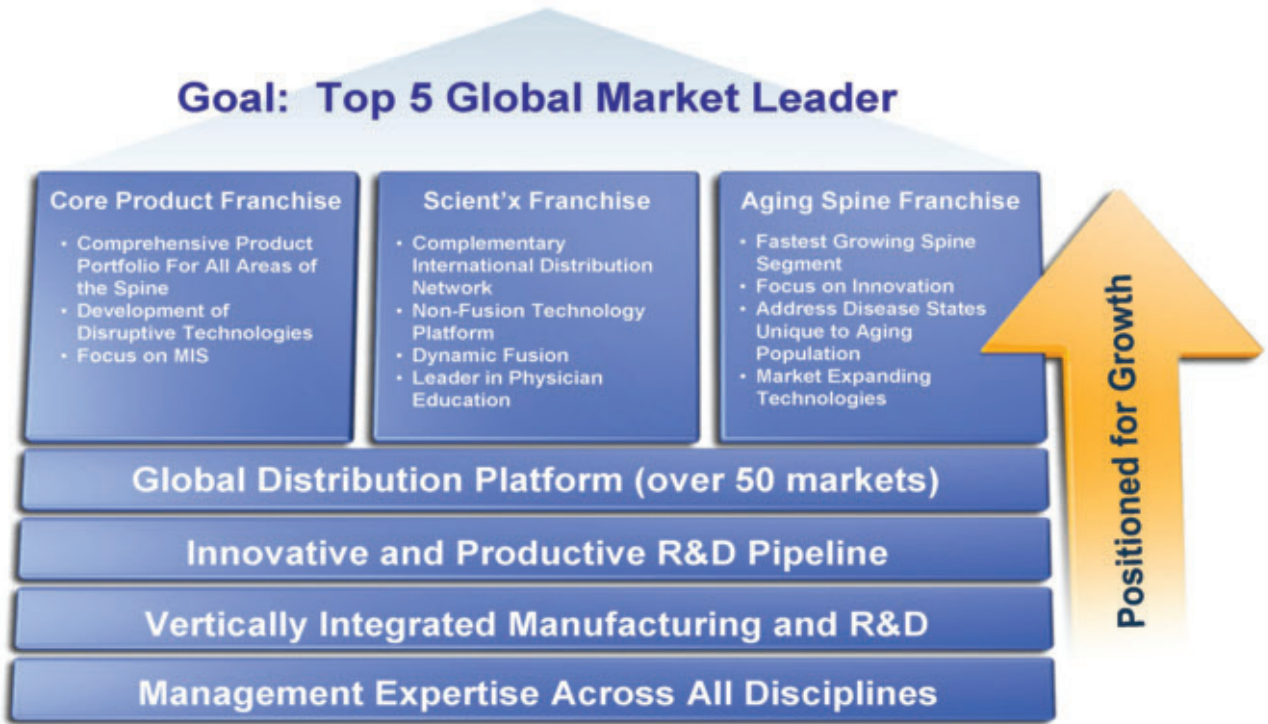 Goal: Top 5 Global Market Leader
Core Product Franchise
• Comprehensive Product
Portfolio For All Areas of
the Spine
• Development of
Disruptive Technologies
• Focus on MIS
Scient'x Franchise
• Complementary
International Distribution
Network
• Non-Fusion Technology
Platform
• Dynamic Fusion
• Leader in Physician
Education
Aging Spine Franchise
• Fastest Growing Spine
Segment
• Focus on Innovation
• Address Disease States
Unique to Aging
Population
• Market Expanding
Technologies
Positioned for Growth
Global Distribution Platform (over 50 markets)
Innovative and Productive R&D Pipeline
Vertically Integrated Manufacturing and R&D
Management Expertise Across All Disciplines